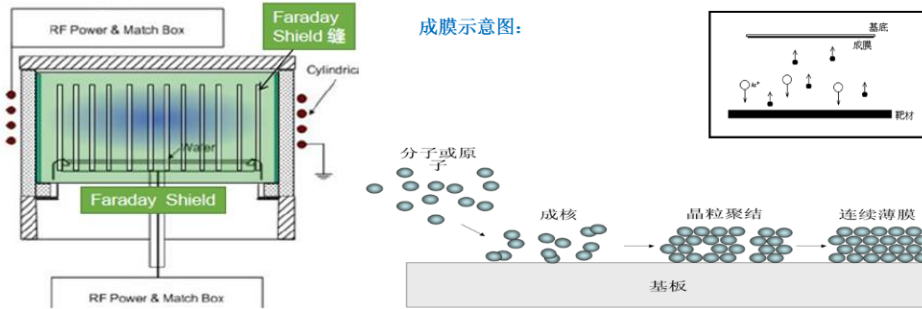 RF Power & Match Box
Faraday
Shield 缝
Cylindrica
Wafer
Faraday Shield
RF Power & Match Box
成膜示意图:
基底
成膜
靶材
分子或原
子
成核
晶粒聚结
连续薄膜
基板